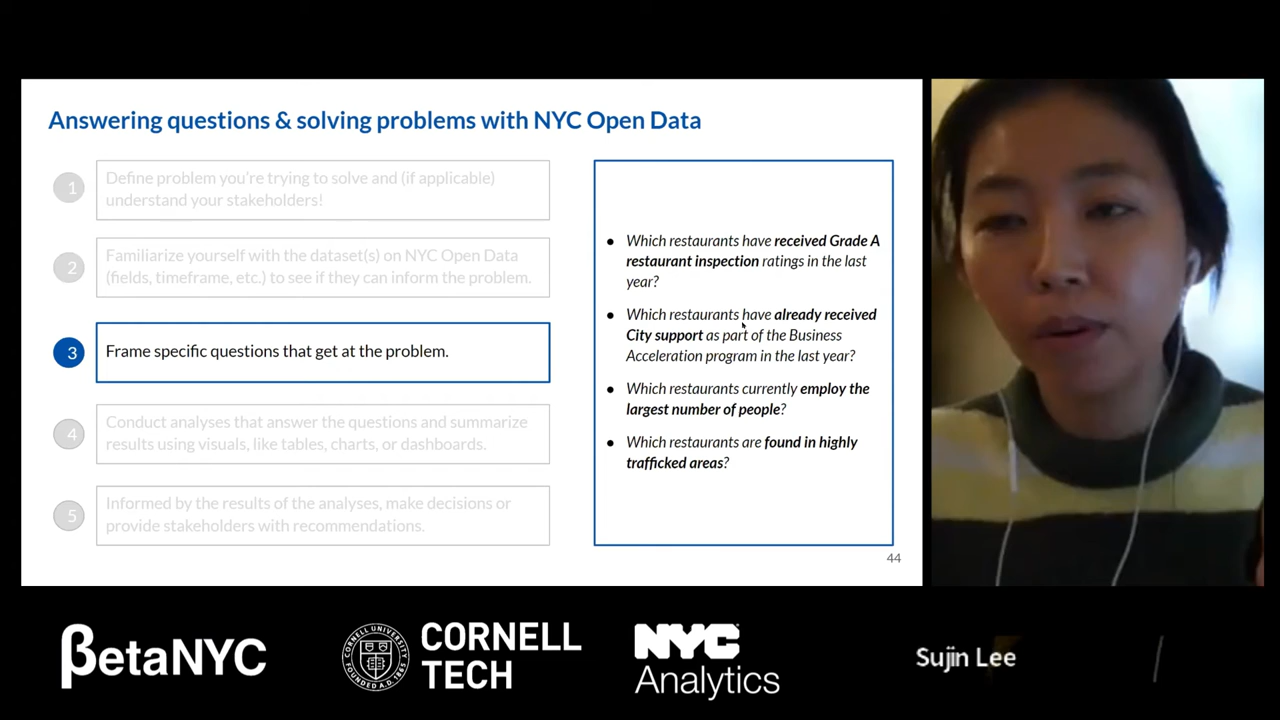 Answering questions & solving problems with NYC Open Data
1
Define problem you're trying to solve and (if applicable)
understand your stakeholders!
2
Familiarize yourself with the dataset(s) on NYC Open Data
(fields, timeframe, etc.) to see if they can inform the problem.
3
Frame specific questions that get at the problem.
4
Conduct analyses that answer the questions and summarize
results using visuals, like tables, charts, or dashboards.
5
Informed by the results of the analyses, make decisions or
provide stakeholders with recommendations.
● Which restaurants have received Grade A
restaurant inspection ratings in the last
year?
● Which restaurants have already received
City support as part of the Business
Acceleration program in the last year?
● Which restaurants currently employ the
largest number of people?
● Which restaurants are found in highly
trafficked areas?
44
βetaNYC
CORNELL UNIVERSITY
FOUNDED A.D. 1865
CORNELL
TECH
NYC
Analytics
Sujin Lee